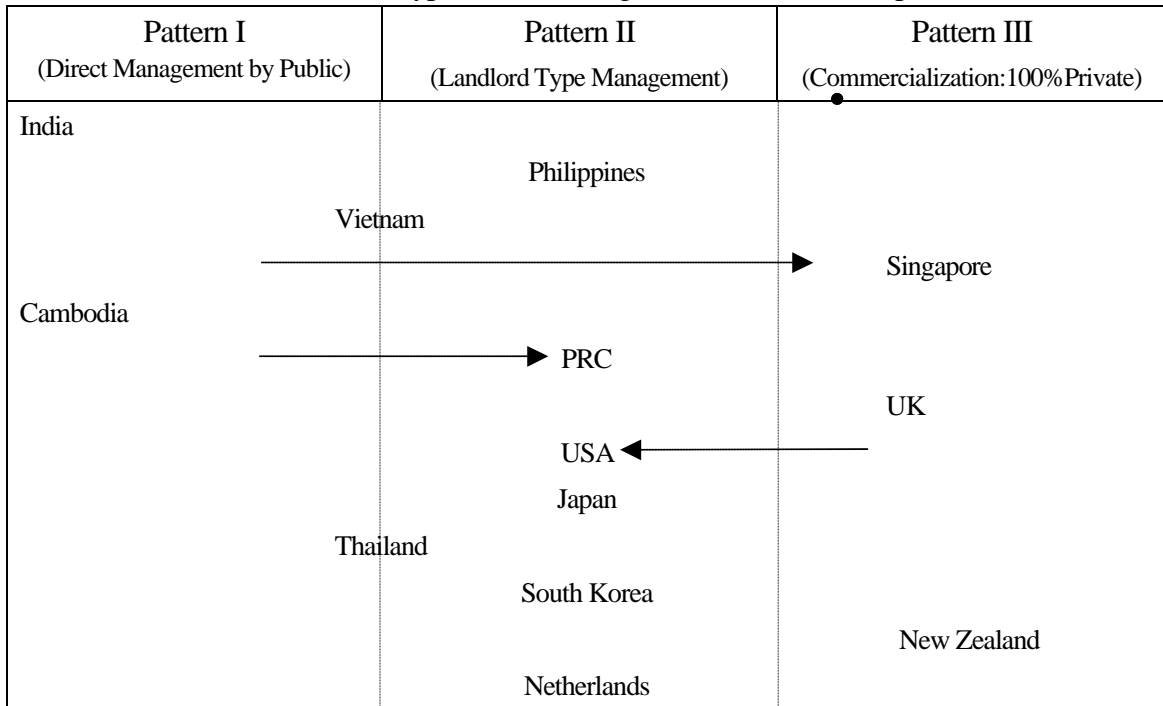 Pattern I
(Direct Management by Public)
Pattern II
(Landlord Type Management)
Pattern III
(Commercialization:100%Private)
India
Philippines
Vietnam
Singapore
Cambodia
PRC
UK
USA
Japan
Thailand
South Korea
New Zealand
Netherlands